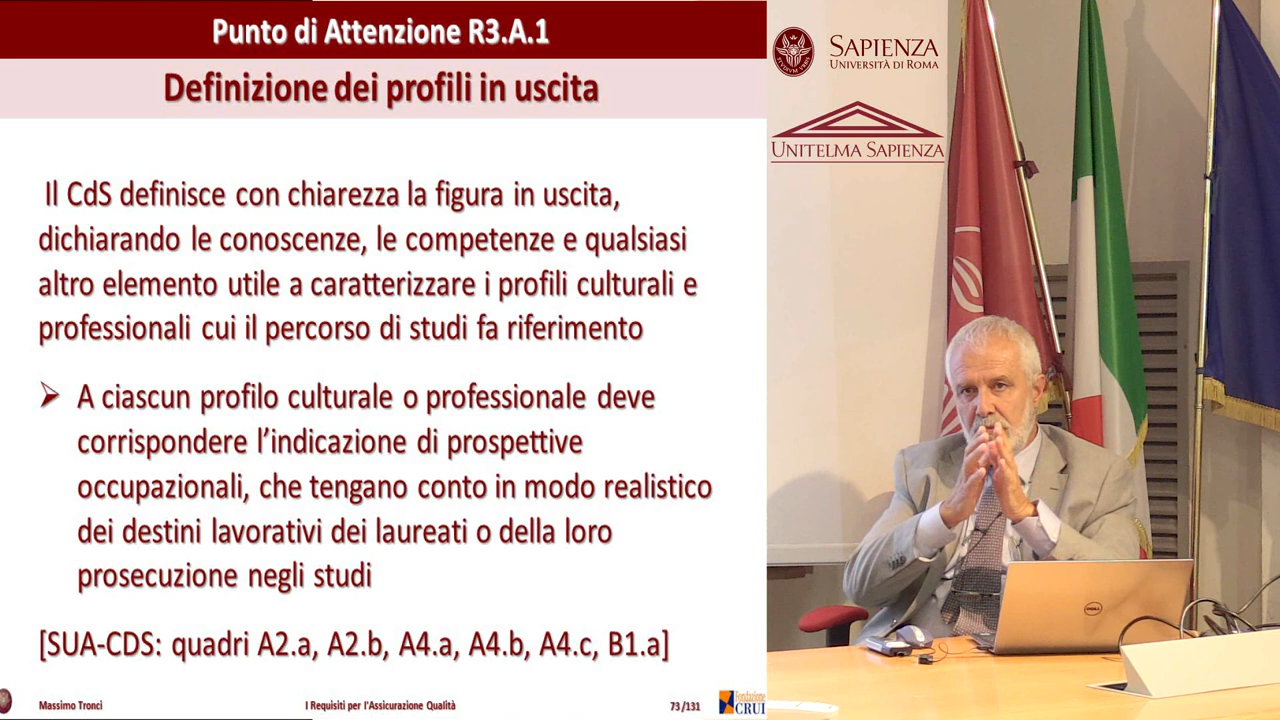 Punto di Attenzione R3.A.1
Definizione dei profili in uscita
Il CdS definisce con chiarezza la figura in uscita,
dichiarando le conoscenze, le competenze e qualsiasi
altro elemento utile a caratterizzare i profili culturali e
professionali cui il percorso di studi fa riferimento
A ciascun profilo culturale o professionale deve
corrispondere l'indicazione di prospettive
occupazionali, che tengano conto in modo realistico
dei destini lavorativi dei laureati o della loro
prosecuzione negli studi
[SUA-CDS: quadri A2.a, A2.b, A4.a, A4.b, A4.c, B1.a]
Massimo Tronci
I Requisiti per l'Assicurazione Qualità
73 /131
Fondazione
CRUI
SAPIENZA
UNIVERSITÀ DI ROMA
UNITELMA SAPIENZA
DELL